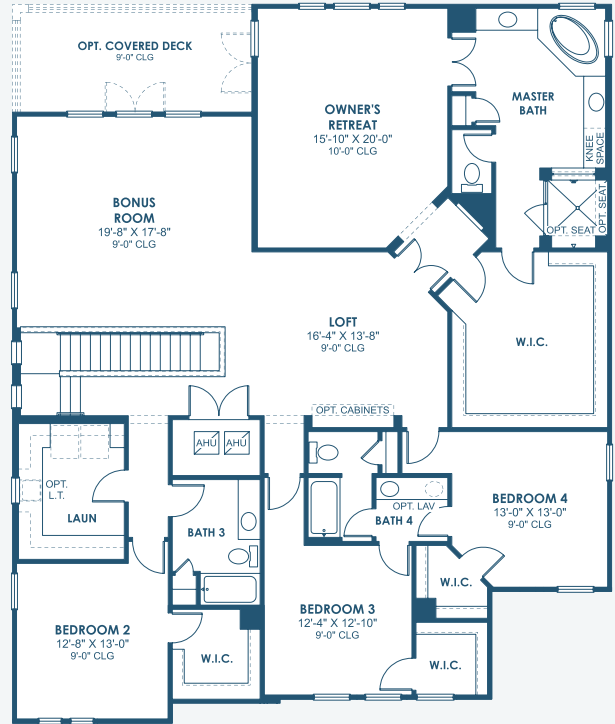 OPT. COVERED DECK
9'-0" CLG
OWNER'S
RETREAT
15'-10" X 20'-0"
10'-0" CLG
MASTER
BATH
KNEE
SPACE
OPT. SEAT
OPT. SEAT
BONUS
ROOM
19'-8" X 17'-8"
9'-0" CLG
LOFT
16'-4" X 13'-8"
9'-0" CLG
W.I.C.
OPT. CABINETS
AHU
AHU
OPT.
L.T.
LAUN
BATH 3
OPT. LAV
BATH 4
BEDROOM 4
13'-0" X 13'-0"
9'-0" CLG
W.I.C.
BEDROOM 2
12'-8" X 13'-0"
9'-0" CLG
W.I.C.
BEDROOM 3
12'-4" X 12'-10"
9'-0" CLG
W.I.C.